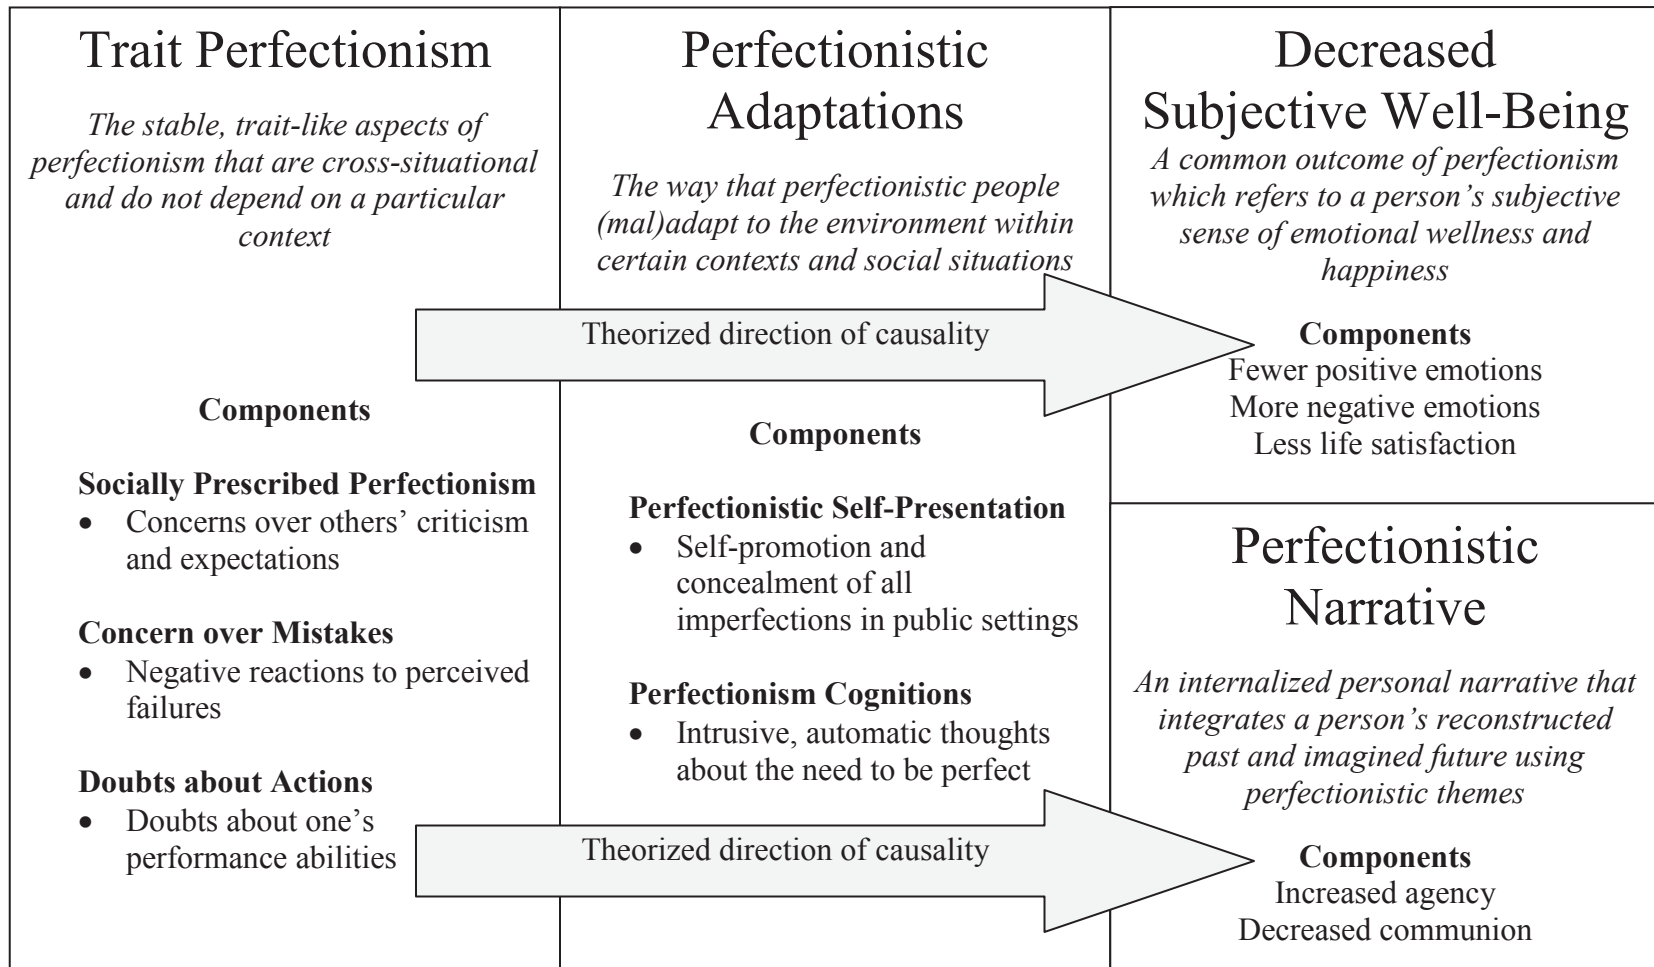 Trait Perfectionism
The stable, trait-like aspects of
perfectionism that are cross-situational
and do not depend on a particular
context
Components
Socially Prescribed Perfectionism
• Concerns over others’ criticism
and expectations
Concern over Mistakes
• Negative reactions to perceived
failures
Doubts about Actions
• Doubts about one’s
performance abilities
Perfectionistic
Adaptations
The way that perfectionistic people
(mal)adapt to the environment within
certain contexts and social situations
Theorized direction of causality
Components
Perfectionistic Self-Presentation
• Self-promotion and
concealment of all
imperfections in public settings
Perfectionism Cognitions
• Intrusive, automatic thoughts
about the need to be perfect
Theorized direction of causality
Decreased
Subjective Well-Being
A common outcome of perfectionism
which refers to a person’s subjective
sense of emotional wellness and
happiness
Components
Fewer positive emotions
More negative emotions
Less life satisfaction
Perfectionistic
Narrative
An internalized personal narrative that
integrates a person’s reconstructed
past and imagined future using
perfectionistic themes
Components
Increased agency
Decreased communion